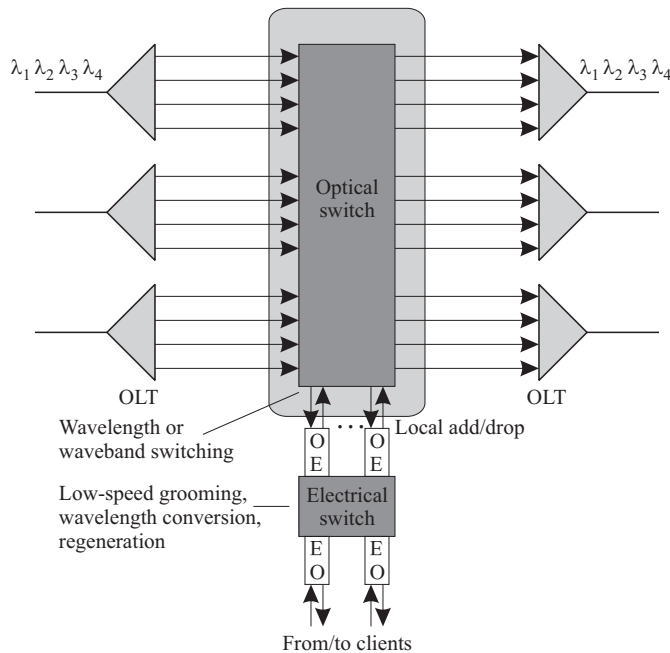 λ₁ λ₂ λ₃ λ₄
λ₁ λ₂ λ₃ λ₄
Optical
switch
OLT
OLT
Wavelength or
waveband switching
...
Local add/drop
O
E
O
E
Low-speed grooming,
wavelength conversion,
regeneration
Electrical
switch
E
O
E
O
From/to clients